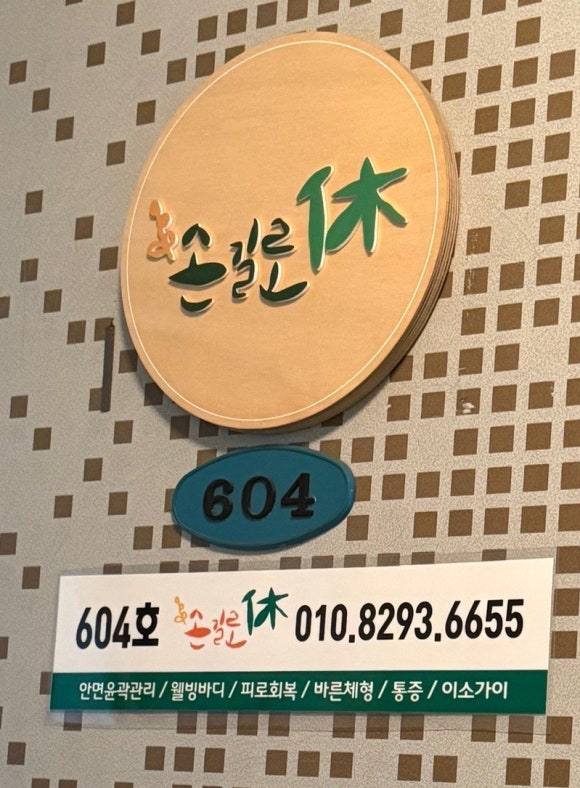 손길로休
604
604호 손길로休 010.8293.6655
안면윤곽관리 / 웰빙바디 / 피로회복 / 바른체형 / 통증 / 이소가이